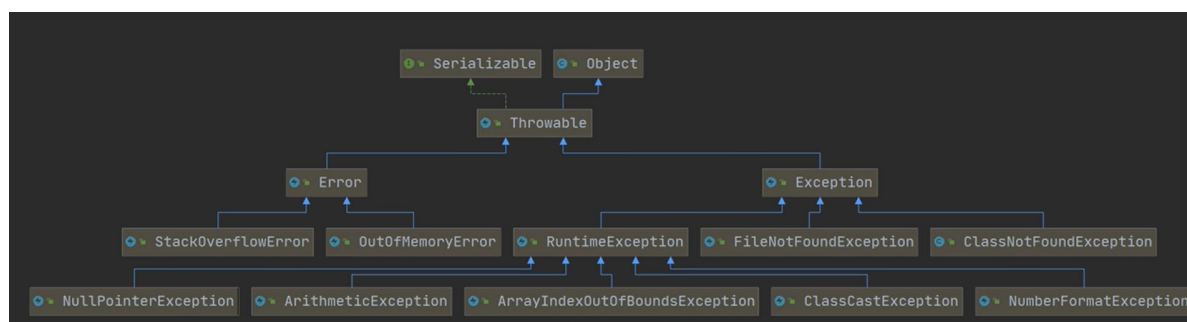 Serializable Object
Throwable
Error Exception
StackOverflowError OutOfMemoryError RuntimeException FileNotFoundException ClassNotFoundException
NullPointerException ArithmeticException ArrayIndexOutOfBoundsException ClassCastException NumberFormatException